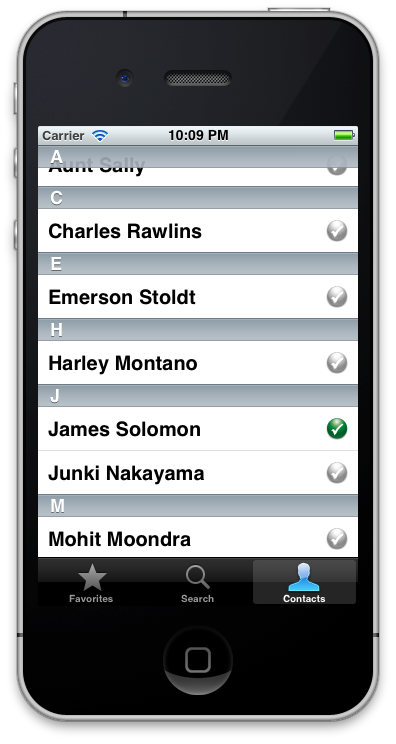 Carrier 10:09 PM
A
Aunt Sally
C
Charles Rawlins
E
Emerson Stoldt
H
Harley Montano
J
James Solomon
Junki Nakayama
M
Mohit Moondra
Favorites Search Contacts